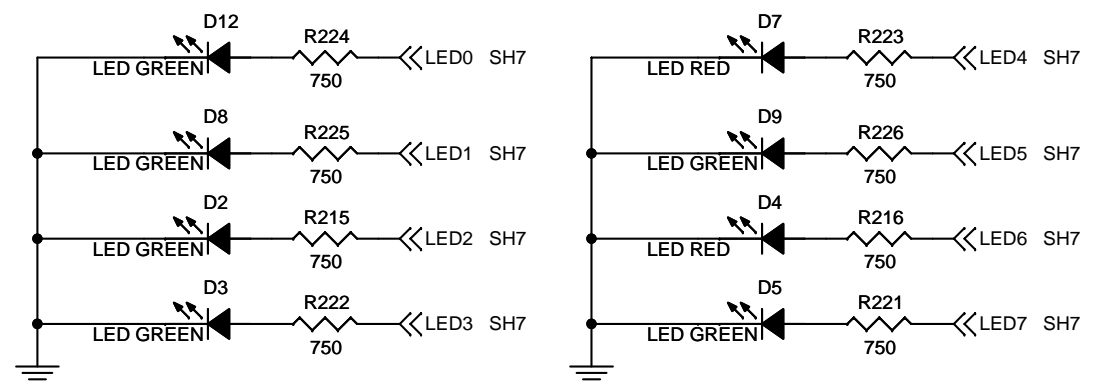 D12
R224
LED0 SH7
LED GREEN
750
D8
R225
LED1 SH7
LED GREEN
750
D2
R215
LED2 SH7
LED GREEN
750
D3
R222
LED3 SH7
LED GREEN
750
D7
R223
LED4 SH7
LED RED
750
D9
R226
LED5 SH7
LED GREEN
750
D4
R216
LED6 SH7
LED RED
750
D5
R221
LED7 SH7
LED GREEN
750